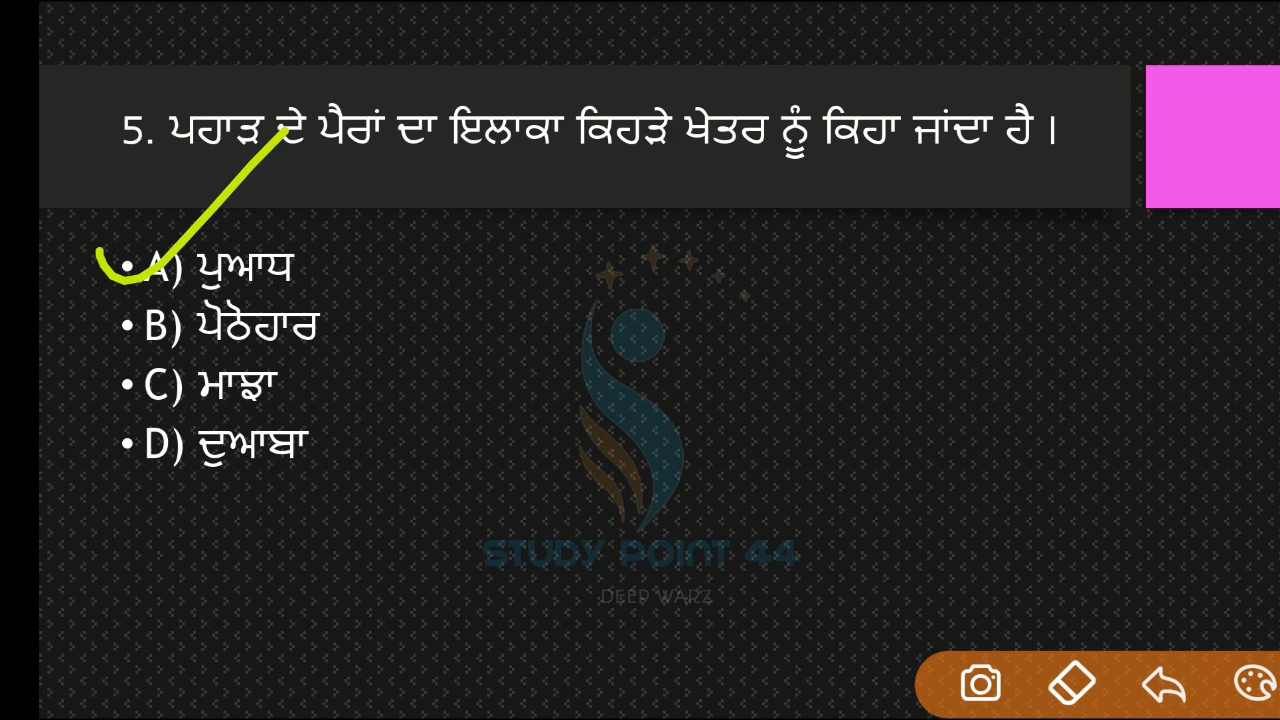 5. ਪਹਾੜ ਦੇ ਪੈਰਾਂ ਦਾ ਇਲਾਕਾ ਕਿਹੜੇ ਖੇਤਰ ਨੂੰ ਕਿਹਾ ਜਾਂਦਾ ਹੈ ।
• A) ਪੁਆਧ
• B) ਪੋਠੋਹਾਰ
• C) ਮਾਝਾ
• D) ਦੁਆਬਾ
STUDY POINT 44
DEEP WARZ